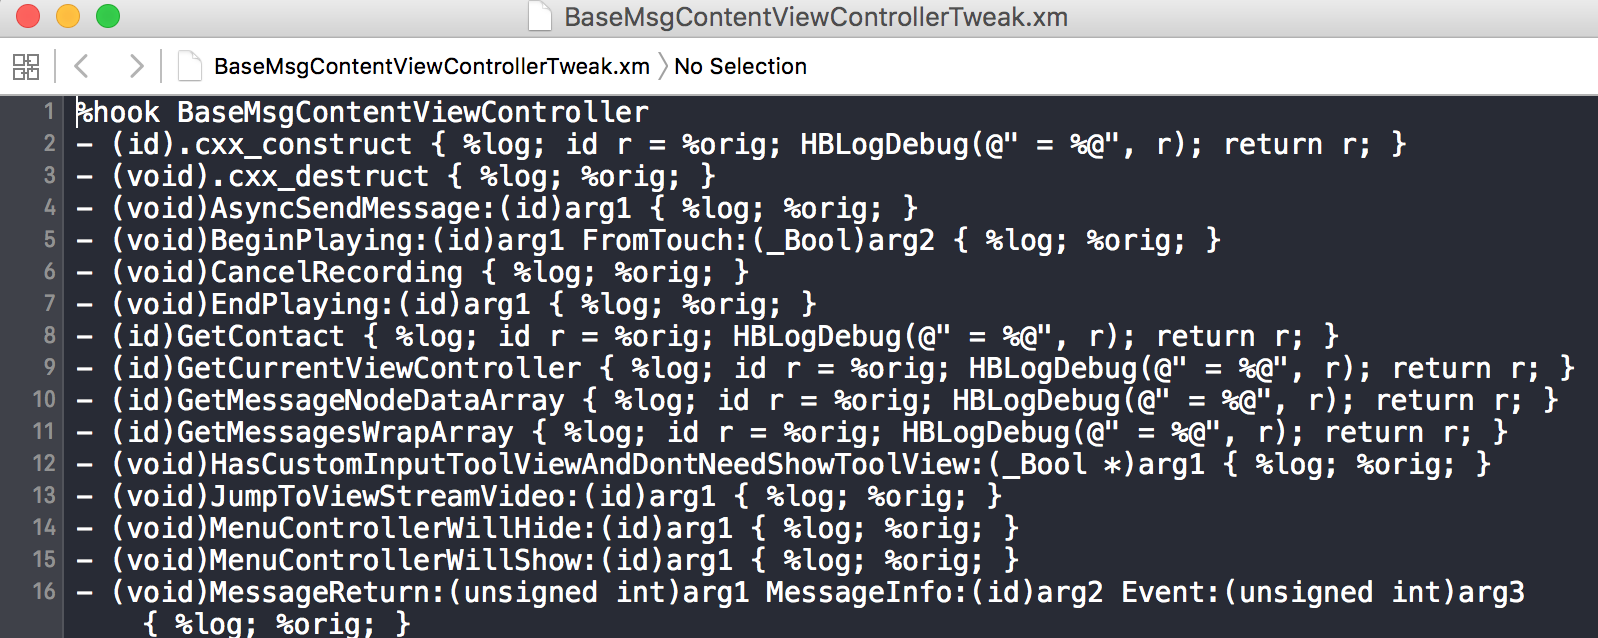 BaseMsgContentViewControllerTweak.xm
BaseMsgContentViewControllerTweak.xm No Selection
1 %hook BaseMsgContentViewController
2 - (id).cxx_construct { %log; id r = %orig; HBLogDebug(@" = %@", r); return r; }
3 - (void).cxx_destruct { %log; %orig; }
4 - (void)AsyncSendMessage:(id)arg1 { %log; %orig; }
5 - (void)BeginPlaying:(id)arg1 FromTouch:(_Bool)arg2 { %log; %orig; }
6 - (void)CancelRecording { %log; %orig; }
7 - (void)EndPlaying:(id)arg1 { %log; %orig; }
8 - (id)GetContact { %log; id r = %orig; HBLogDebug(@" = %@", r); return r; }
9 - (id)GetCurrentViewController { %log; id r = %orig; HBLogDebug(@" = %@", r); return r; }
10 - (id)GetMessageNodeDataArray { %log; id r = %orig; HBLogDebug(@" = %@", r); return r; }
11 - (id)GetMessagesWrapArray { %log; id r = %orig; HBLogDebug(@" = %@", r); return r; }
12 - (void)HasCustomInputToolViewAndDontNeedShowToolView:(_Bool *)arg1 { %log; %orig; }
13 - (void)JumpToViewStreamVideo:(id)arg1 { %log; %orig; }
14 - (void)MenuControllerWillHide:(id)arg1 { %log; %orig; }
15 - (void)MenuControllerWillShow:(id)arg1 { %log; %orig; }
16 - (void)MessageReturn:(unsigned int)arg1 MessageInfo:(id)arg2 Event:(unsigned int)arg3
{ %log; %orig; }